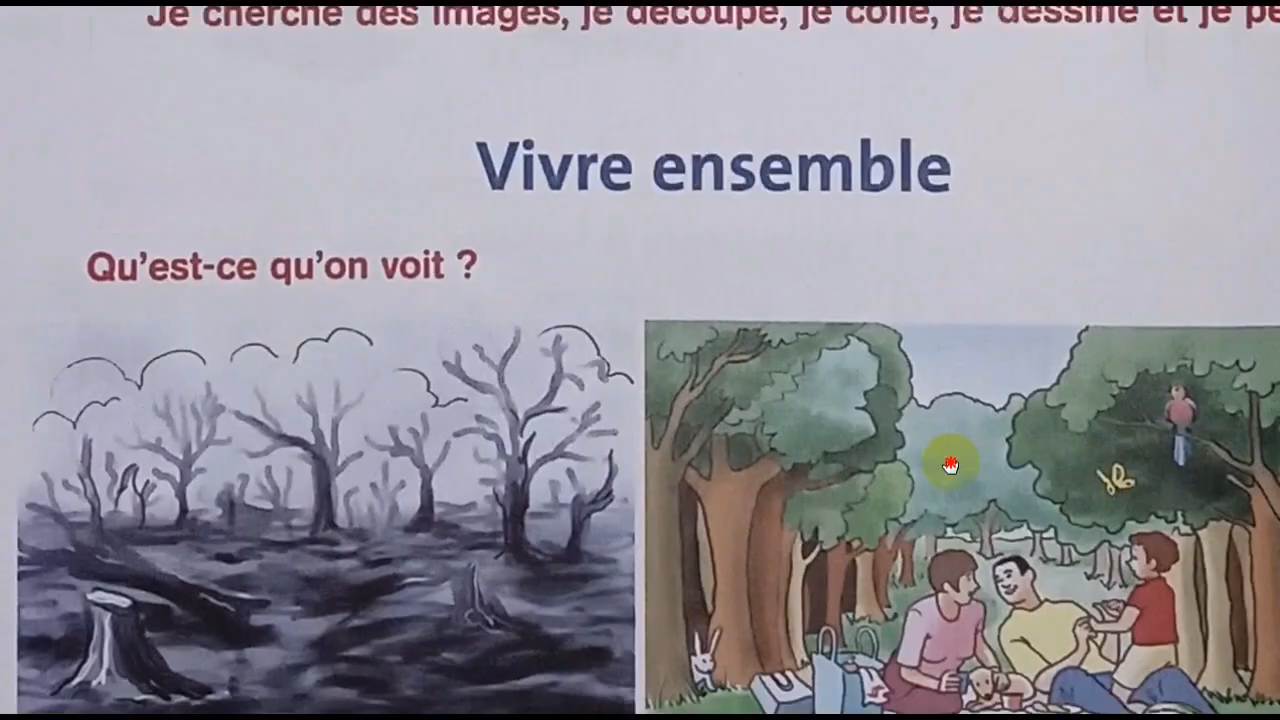 Je cherche des images, je découpe, je colle, je dessine et je
Vivre ensemble
Qu'est-ce qu'on voit ?